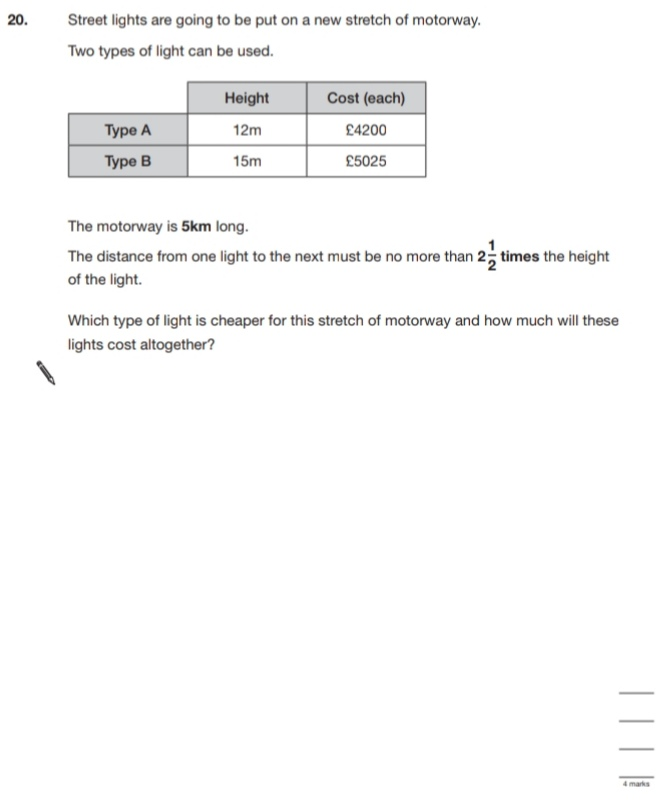 20. Street lights are going to be put on a new stretch of motorway.
Two types of light can be used.
Height Cost (each)
Type A 12m £4200
Type B 15m £5025
The motorway is 5km long.
The distance from one light to the next must be no more than 2 1/2 times the height
of the light.
Which type of light is cheaper for this stretch of motorway and how much will these
lights cost altogether?
4 marks